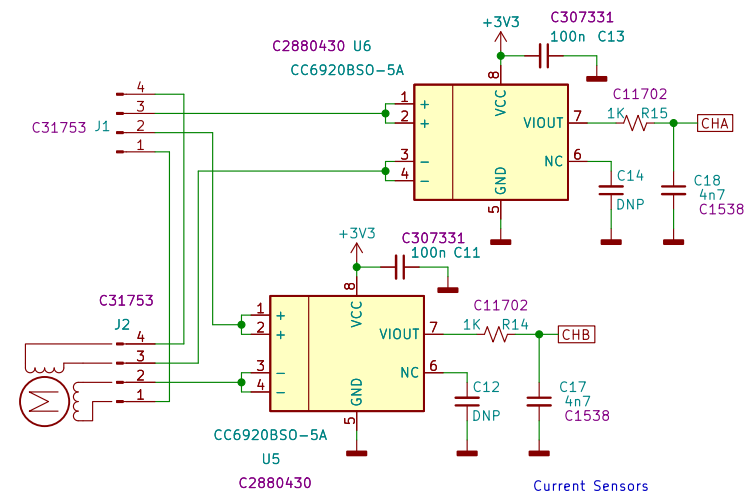 +3V3
C307331
100n C13
C2880430 U6
CC6920BSO-5A
8
VCC
4
3
2
1
C31753 J1
1 +
2 +
3 -
4 -
VIOUT 7
NC 6
GND
5
C11702
1K R15
CHA
C14
DNP
C18
4n7
C1538
+3V3
C307331
100n C11
8
VCC
C31753
J2
4
3
2
1
1 +
2 +
3 -
4 -
VIOUT 7
NC 6
GND
5
C11702
1K R14
CHB
C12
DNP
C17
4n7
C1538
CC6920BSO-5A
U5
C2880430
Current Sensors